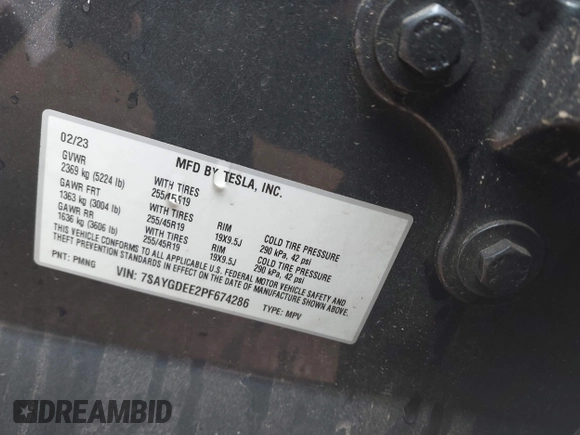 02/23 MFD BY TESLA, INC.
GVWR
2369 kg (5224 lb) WITH TIRES
GAWR FRT 255/45R19 RIM COLD TIRE PRESSURE
1363 kg (3004 lb) WITH TIRES 19X9.5J 290 kPa, 42 psi
GAWR RR 255/45R19 RIM COLD TIRE PRESSURE
1636 kg (3606 lb) WITH TIRES 19X9.5J 290 kPa, 42 psi
255/45R19
THIS VEHICLE CONFORMS TO ALL APPLICABLE U.S. FEDERAL MOTOR VEHICLE SAFETY AND
THEFT PREVENTION STANDARDS IN EFFECT ON THE DATE OF MANUFACTURE SHOWN ABOVE.
PNT: PMNG VIN: 7SAYGDEE2PF674286 TYPE: MPV
DREAMBID